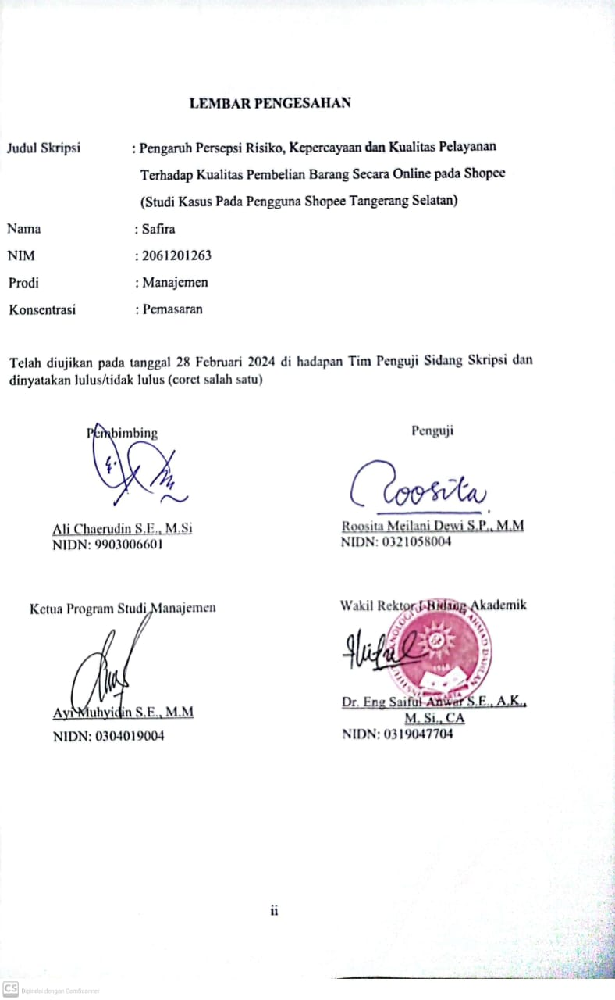 LEMBAR PENGESAHAN
Judul Skripsi : Pengaruh Persepsi Risiko, Kepercayaan dan Kualitas Pelayanan
Terhadap Kualitas Pembelian Barang Secara Online pada Shopee
(Studi Kasus Pada Pengguna Shopee Tangerang Selatan)
Nama : Safira
NIM : 2061201263
Prodi : Manajemen
Konsentrasi : Pemasaran
Telah diujikan pada tanggal 28 Februari 2024 di hadapan Tim Penguji Sidang Skripsi dan
dinyatakan lulus/tidak lulus (coret salah satu)
Pembimbing
Penguji
Roosita
Ali Chaerudin S.E., M.Si
NIDN: 9903006601
Roosita Meilani Dewi S.P., M.M
NIDN: 0321058004
Ketua Program Studi Manajemen
Wakil Rektor I Bidang Akademik
AHMAD DAHLAN
Ayi Muhyidin S.E., M.M
NIDN: 0304019004
Dr. Eng Saiful Anwar S.E., A.K.,
M. Si., CA
NIDN: 0319047704
ii
CS Dipindai dengan CamScanner